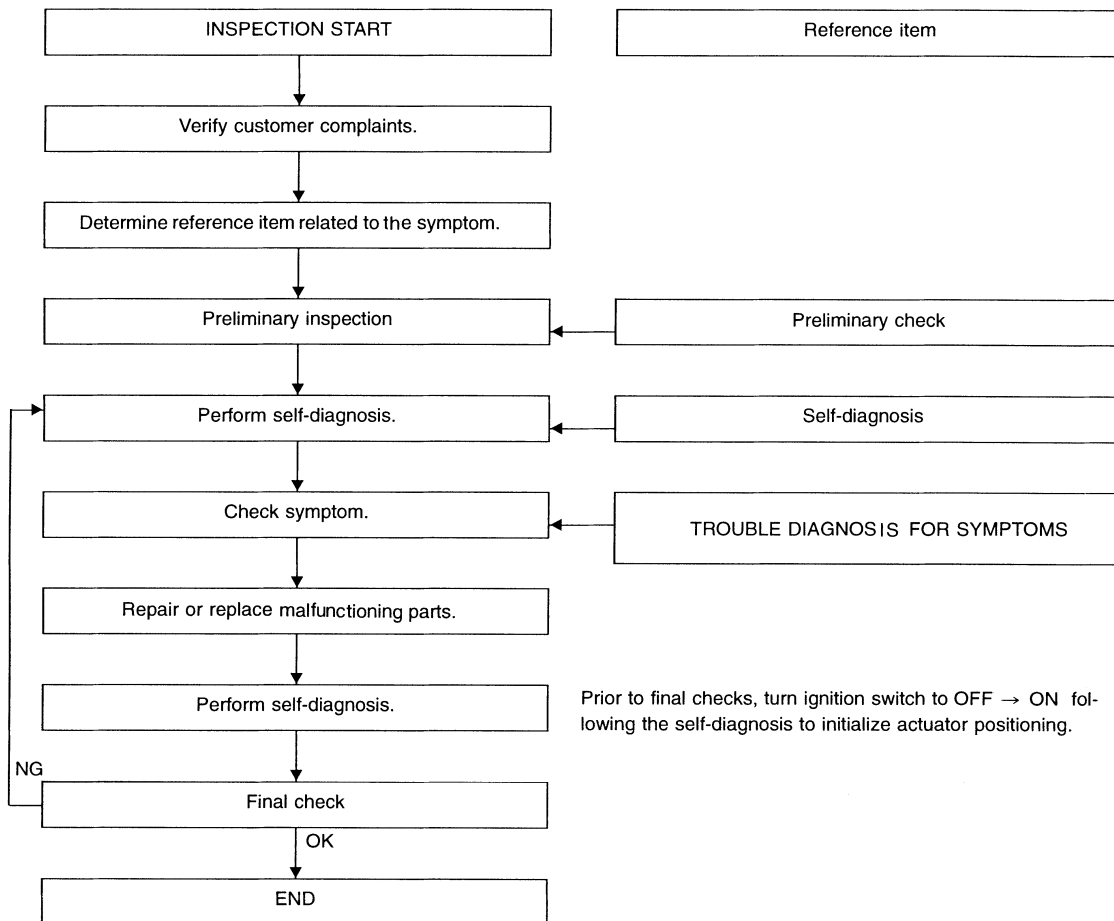 INSPECTION START
Reference item
Verify customer complaints.
Determine reference item related to the symptom.
Preliminary inspection
Preliminary check
Perform self-diagnosis.
Self-diagnosis
Check symptom.
TROUBLE DIAGNOSIS FOR SYMPTOMS
Repair or replace malfunctioning parts.
Perform self-diagnosis.
Prior to final checks, turn ignition switch to OFF → ON fol-
lowing the self-diagnosis to initialize actuator positioning.
NG
Final check
OK
END